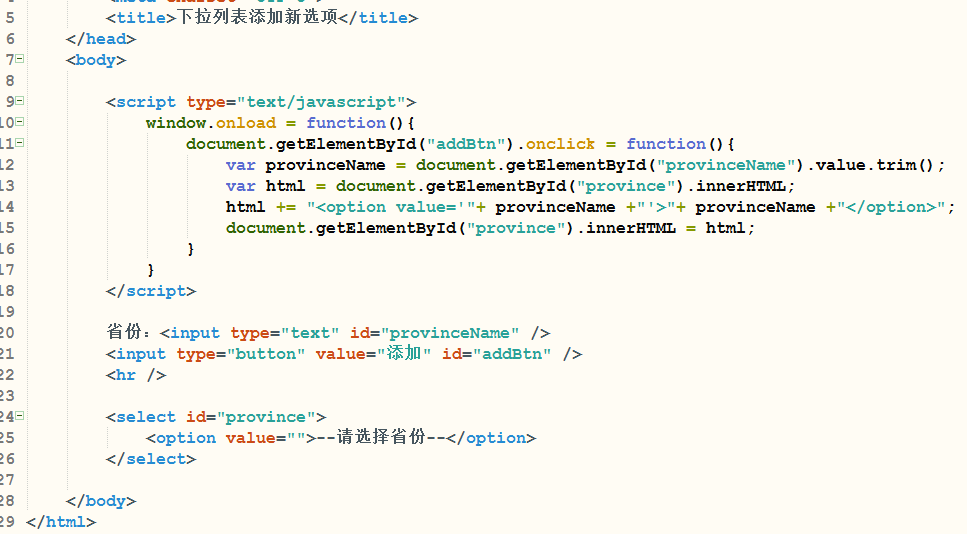 5 <title>下拉列表添加新选项</title>
6 </head>
7 <body>
8
9 <script type="text/javascript">
10 window.onload = function(){
11 document.getElementById("addBtn").onclick = function(){
12 var provinceName = document.getElementById("provinceName").value.trim();
13 var html = document.getElementById("province").innerHTML;
14 html += "<option value='"+ provinceName +"'>"+ provinceName +"</option>";
15 document.getElementById("province").innerHTML = html;
16 }
17 }
18 </script>
19
20 省份：<input type="text" id="provinceName" />
21 <input type="button" value="添加" id="addBtn" />
22 <hr />
23
24 <select id="province">
25 <option value="">--请选择省份--</option>
26 </select>
27
28 </body>
29 </html>